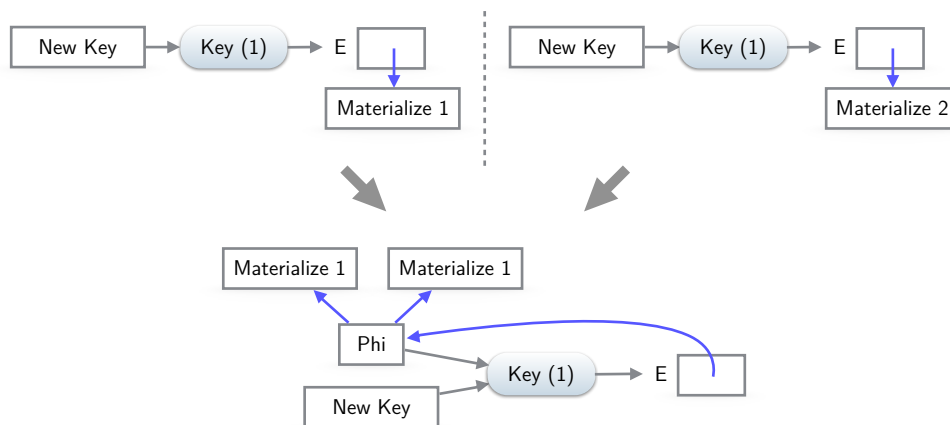 New Key
Key (1)
E
Materialize 1
New Key
Key (1)
E
Materialize 2
Materialize 1
Materialize 1
Phi
Key (1)
E
New Key